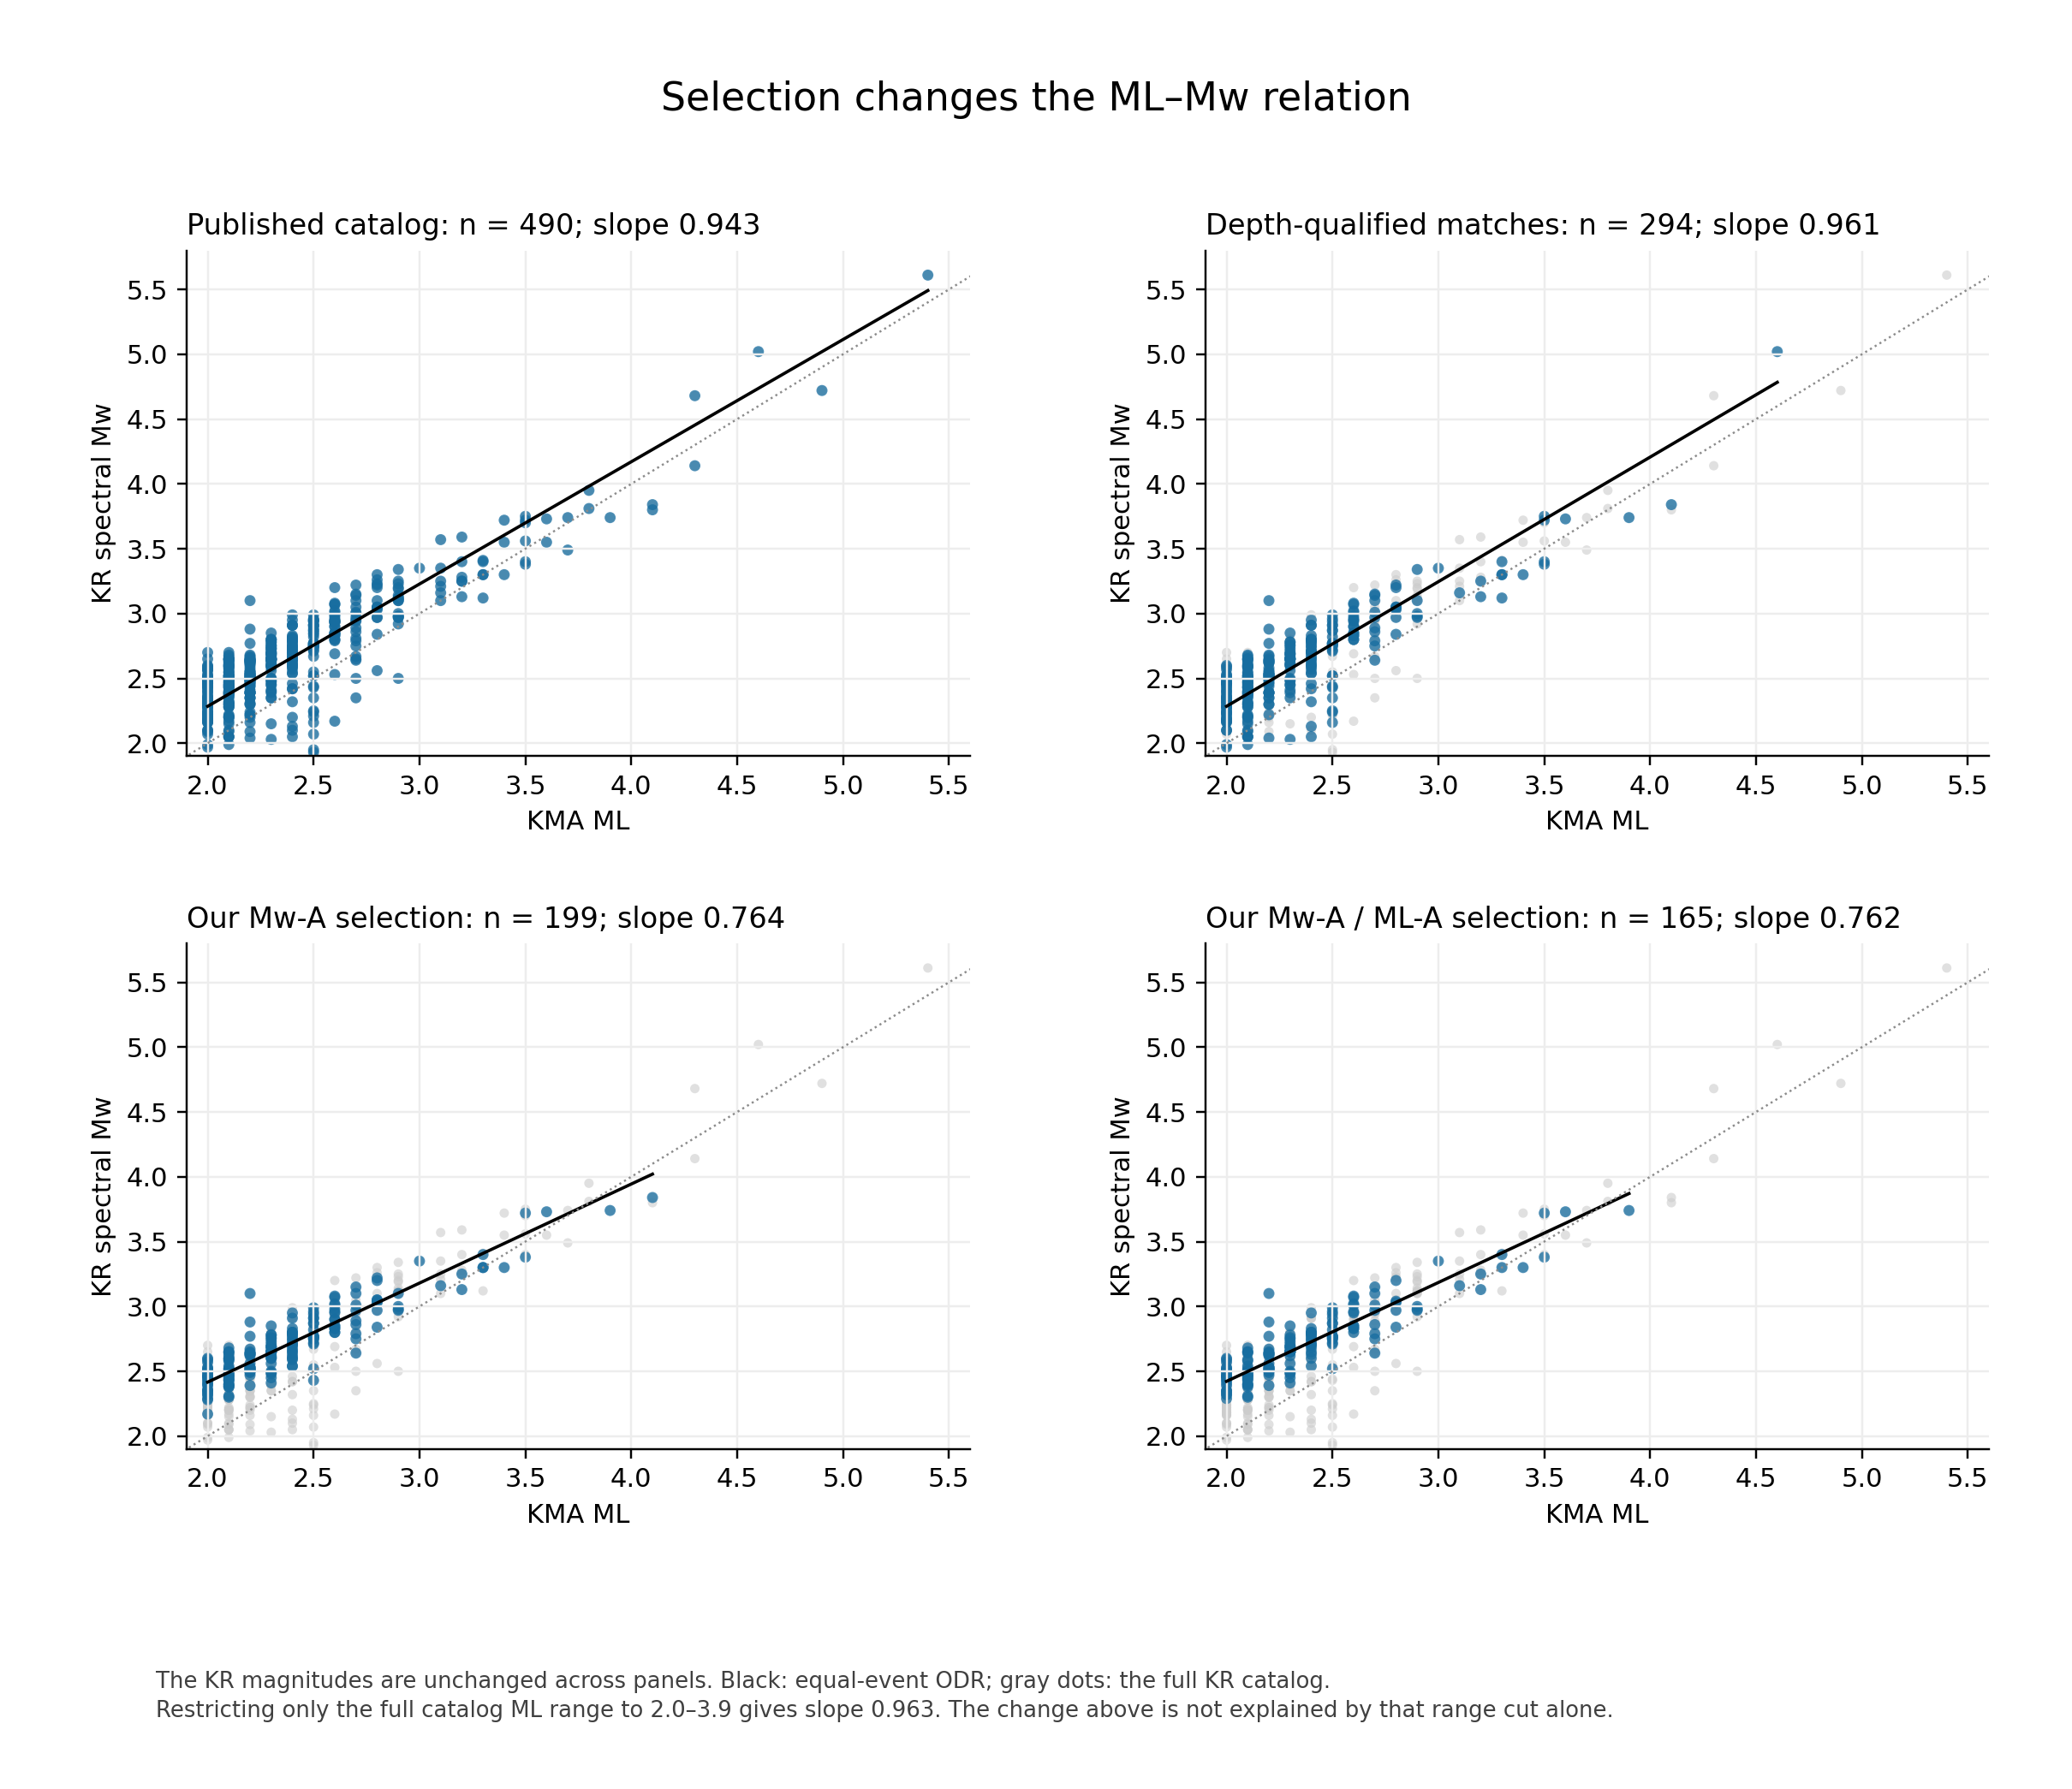 Selection changes the ML–Mw relation
Published catalog: n = 490; slope 0.943
KR spectral Mw
5.5
5.0
4.5
4.0
3.5
3.0
2.5
2.0
2.0 2.5 3.0 3.5 4.0 4.5 5.0 5.5
KMA ML
Depth-qualified matches: n = 294; slope 0.961
KR spectral Mw
5.5
5.0
4.5
4.0
3.5
3.0
2.5
2.0
2.0 2.5 3.0 3.5 4.0 4.5 5.0 5.5
KMA ML
Our Mw-A selection: n = 199; slope 0.764
KR spectral Mw
5.5
5.0
4.5
4.0
3.5
3.0
2.5
2.0
2.0 2.5 3.0 3.5 4.0 4.5 5.0 5.5
KMA ML
Our Mw-A / ML-A selection: n = 165; slope 0.762
KR spectral Mw
5.5
5.0
4.5
4.0
3.5
3.0
2.5
2.0
2.0 2.5 3.0 3.5 4.0 4.5 5.0 5.5
KMA ML
The KR magnitudes are unchanged across panels. Black: equal-event ODR; gray dots: the full KR catalog.
Restricting only the full catalog ML range to 2.0–3.9 gives slope 0.963. The change above is not explained by that range cut alone.